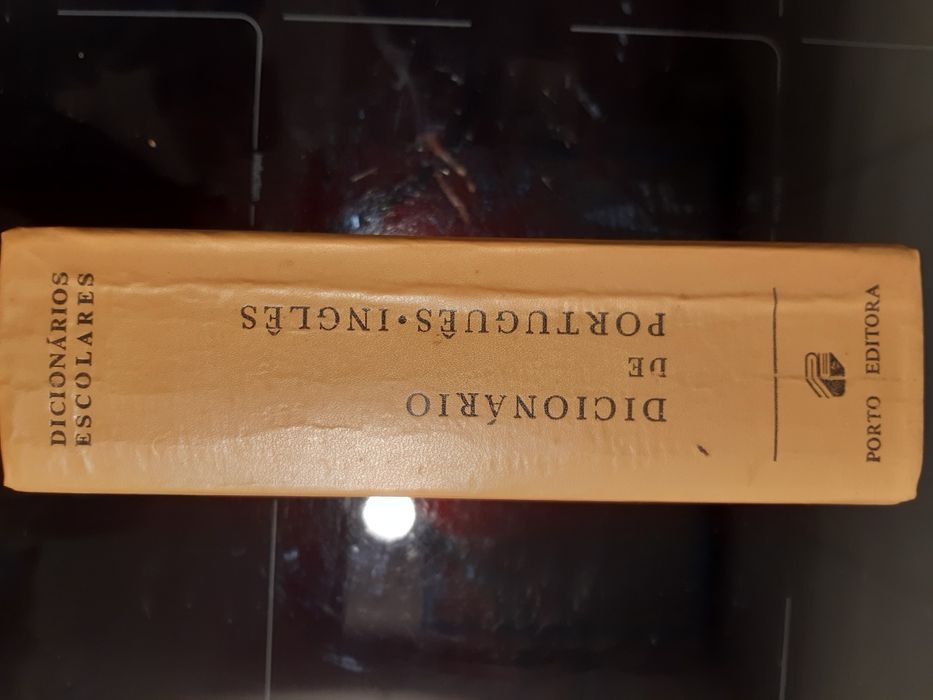 DICIONÁRIOS
ESCOLARES
DICIONÁRIO
DE
PORTUGUÊS•INGLÊS
PORTO EDITORA